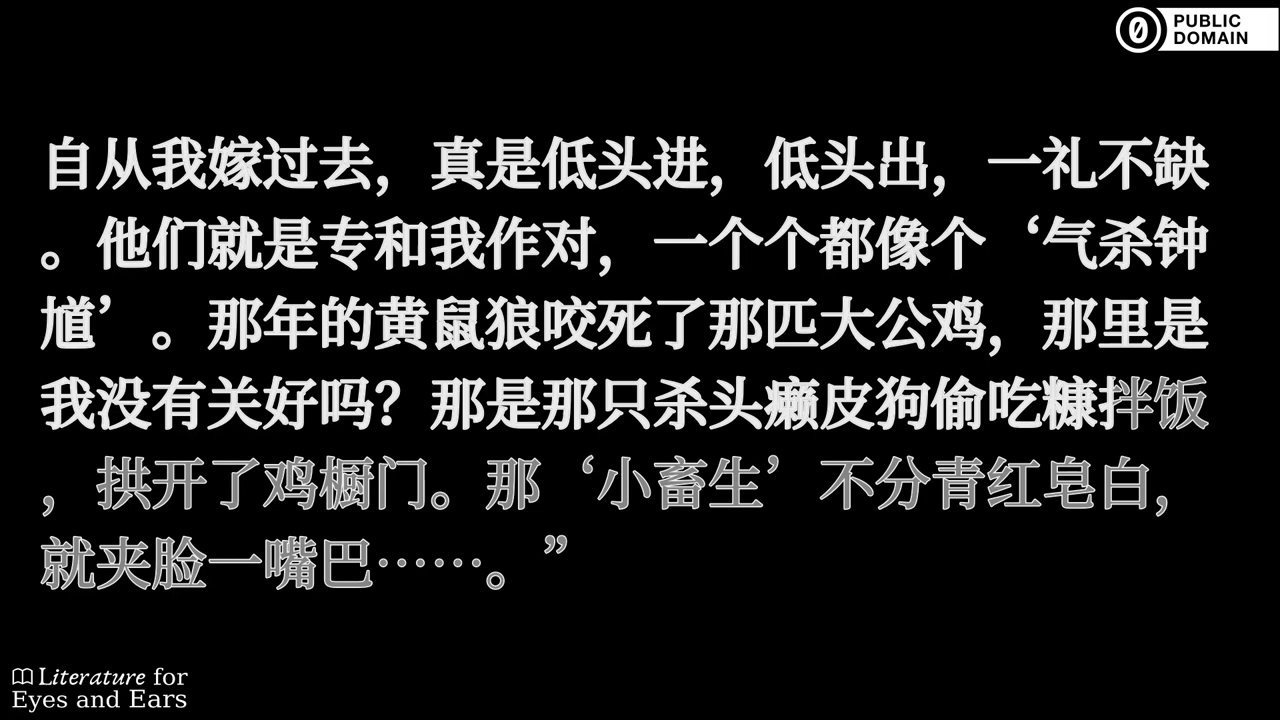 PUBLIC
DOMAIN
自从我嫁过去，真是低头进，低头出，一礼不缺
。他们就是专和我作对，一个个都像个‘气杀钟
馗’。那年的黄鼠狼咬死了那匹大公鸡，那里是
我没有关好吗？那是那只杀头癞皮狗偷吃糠拌饭
，拱开了鸡橱门。那‘小畜生’不分青红皂白，
就夹脸一嘴巴……。”
Literature for
Eyes and Ears